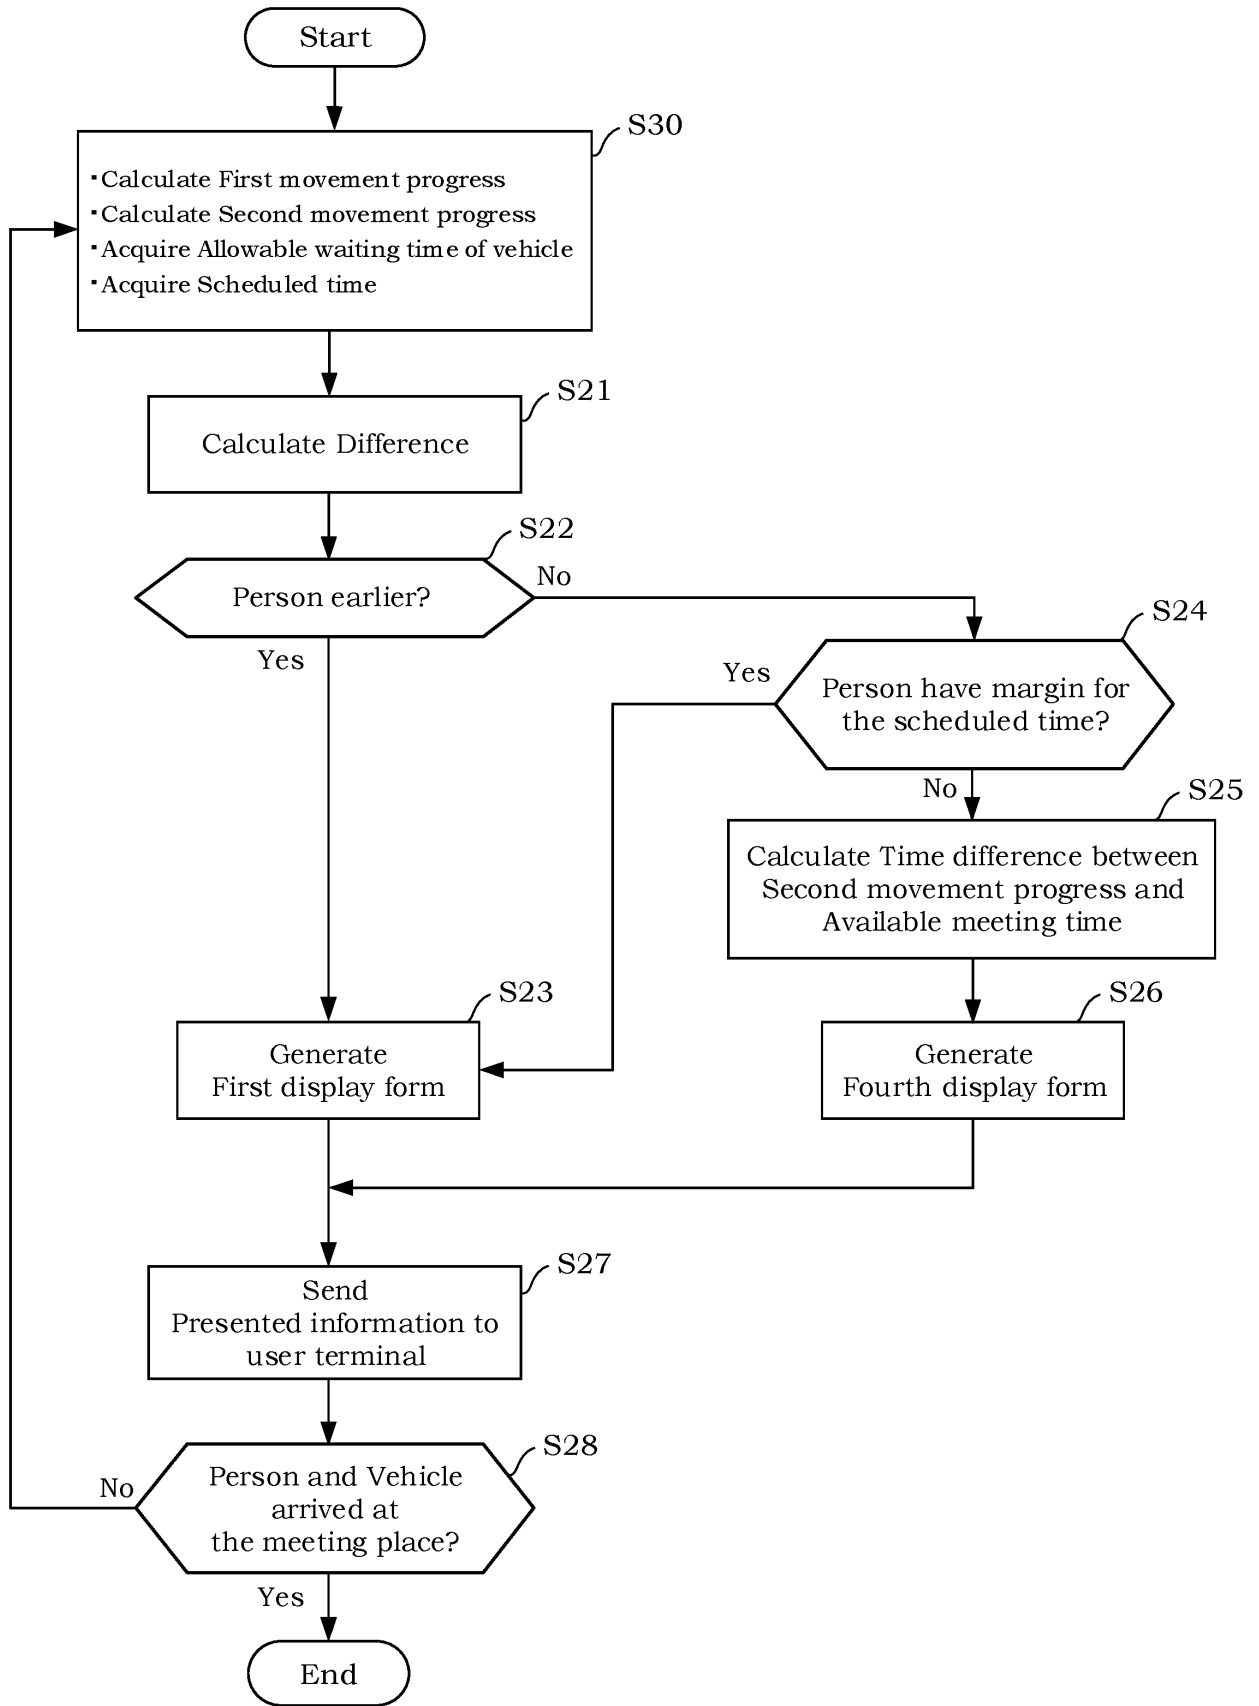 Start
S30
・Calculate First movement progress
・Calculate Second movement progress
・Acquire Allowable waiting time of vehicle
・Acquire Scheduled time
S21
Calculate Difference
S22
Person earlier?
No
Yes
S24
Person have margin for
the scheduled time?
Yes
No
S25
Calculate Time difference between
Second movement progress and
Available meeting time
S23
Generate
First display form
S26
Generate
Fourth display form
S27
Send
Presented information to
user terminal
S28
Person and Vehicle
arrived at
the meeting place?
No
Yes
End